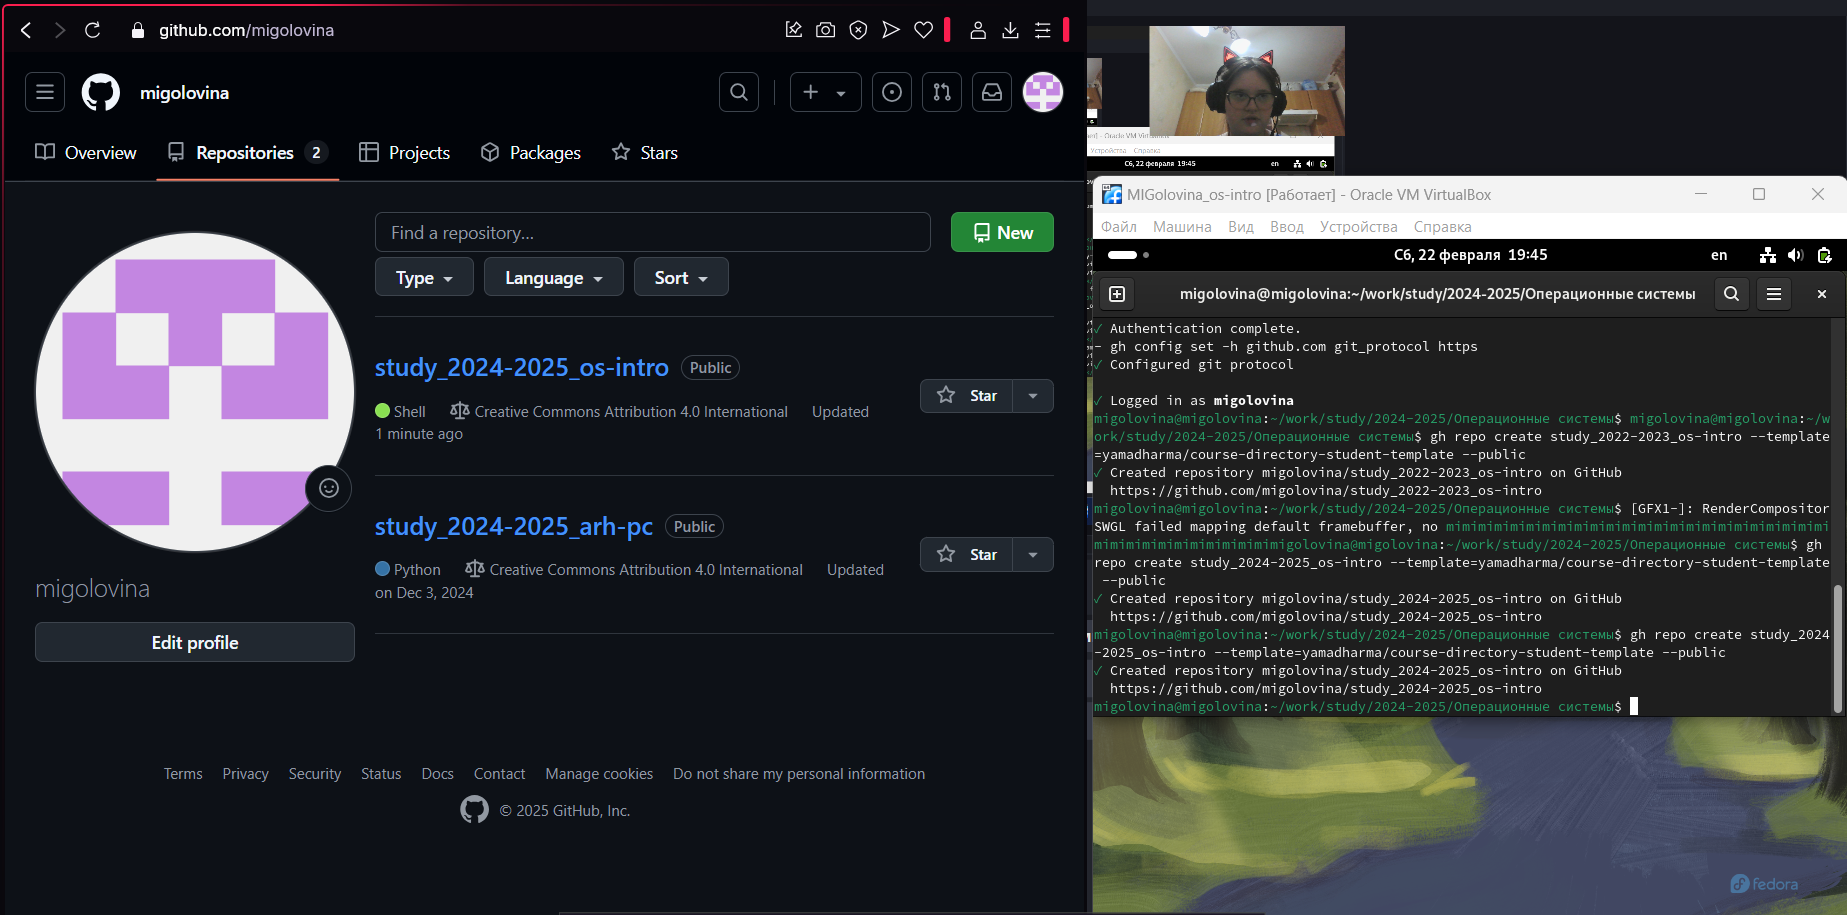 github.com/migolovina
migolovina
Overview
Repositories 2
Projects
Packages
Stars
Find a repository...
New
Type
Language
Sort
study_2024-2025_os-intro Public
Star
Shell Creative Commons Attribution 4.0 International Updated
1 minute ago
study_2024-2025_arh-pc Public
Star
Python Creative Commons Attribution 4.0 International Updated
on Dec 3, 2024
migolovina
Edit profile
Terms Privacy Security Status Docs Contact Manage cookies Do not share my personal information
© 2025 GitHub, Inc.
Устройства Справка
Сб, 22 февраля 19:45
en
MIGolovina_os-intro [Работает] - Oracle VM VirtualBox
Файл Машина Вид Ввод Устройства Справка
Сб, 22 февраля 19:45
en
migolovina@migolovina:~/work/study/2024-2025/Операционные системы
✓ Authentication complete.
- gh config set -h github.com git_protocol https
✓ Configured git protocol
✓ Logged in as migolovina
migolovina@migolovina:~/work/study/2024-2025/Операционные системы$ migolovina@migolovina:~/w
ork/study/2024-2025/Операционные системы$ gh repo create study_2022-2023_os-intro --template
=yamadharma/course-directory-student-template --public
✓ Created repository migolovina/study_2022-2023_os-intro on GitHub
https://github.com/migolovina/study_2022-2023_os-intro
migolovina@migolovina:~/work/study/2024-2025/Операционные системы$ [GFX1-]: RenderCompositor
SWGL failed mapping default framebuffer, no mimimimimimimimimimimimimimimimimimimimimimimimi
mimimimimimimimimimimimigolovina@migolovina:~/work/study/2024-2025/Операционные системы$ gh
repo create study_2024-2025_os-intro --template=yamadharma/course-directory-student-template
--public
✓ Created repository migolovina/study_2024-2025_os-intro on GitHub
https://github.com/migolovina/study_2024-2025_os-intro
migolovina@migolovina:~/work/study/2024-2025/Операционные системы$ gh repo create study_2024
-2025_os-intro --template=yamadharma/course-directory-student-template --public
✓ Created repository migolovina/study_2024-2025_os-intro on GitHub
https://github.com/migolovina/study_2024-2025_os-intro
migolovina@migolovina:~/work/study/2024-2025/Операционные системы$
fedora